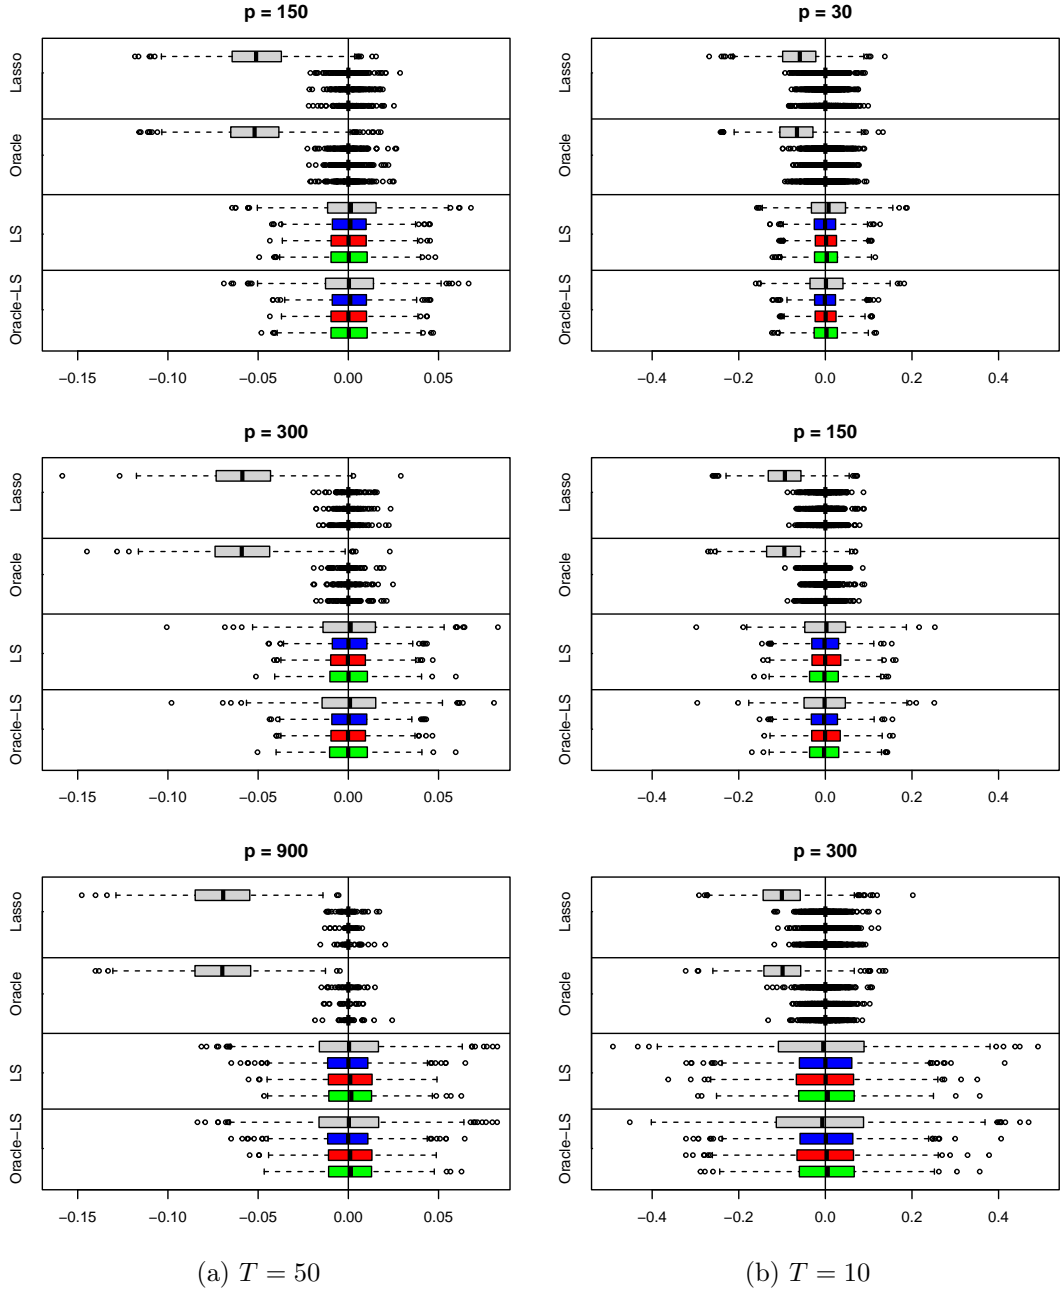 p = 150
p = 30
Lasso
Oracle
LS
Oracle−LS
−0.15 −0.10 −0.05 0.00 0.05
Lasso
Oracle
LS
Oracle−LS
−0.4 −0.2 0.0 0.2 0.4
p = 300
p = 150
Lasso
Oracle
LS
Oracle−LS
−0.15 −0.10 −0.05 0.00 0.05
Lasso
Oracle
LS
Oracle−LS
−0.4 −0.2 0.0 0.2 0.4
p = 900
p = 300
Lasso
Oracle
LS
Oracle−LS
−0.15 −0.10 −0.05 0.00 0.05
Lasso
Oracle
LS
Oracle−LS
−0.4 −0.2 0.0 0.2 0.4
(a) T = 50
(b) T = 10